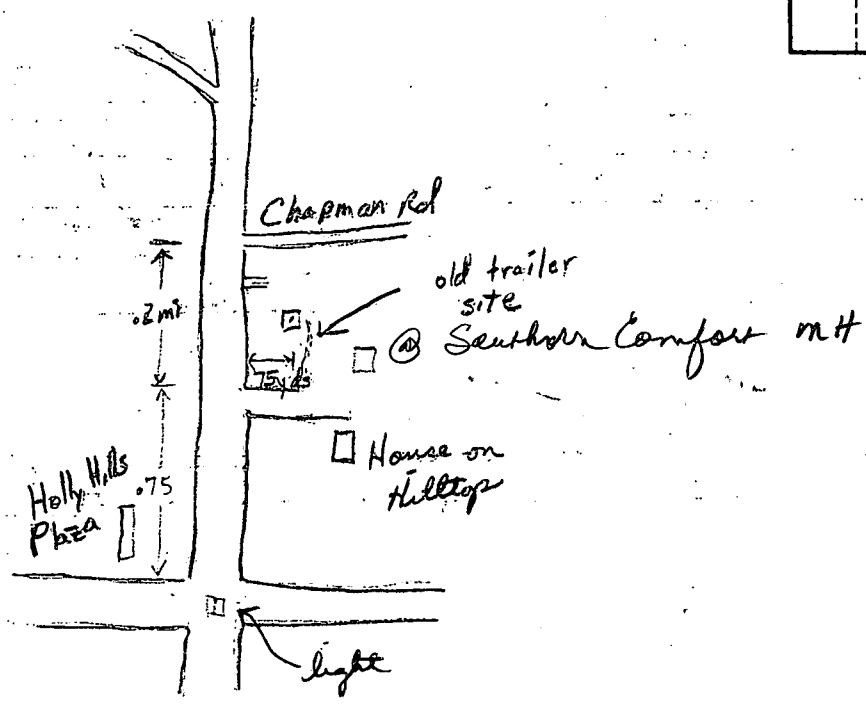 Chapman Rd
old trailer
site
.2 mi
@ Southern Comfort MH
75 yds
House on
Hilltop
Holly Hills
Plaza
.75
light